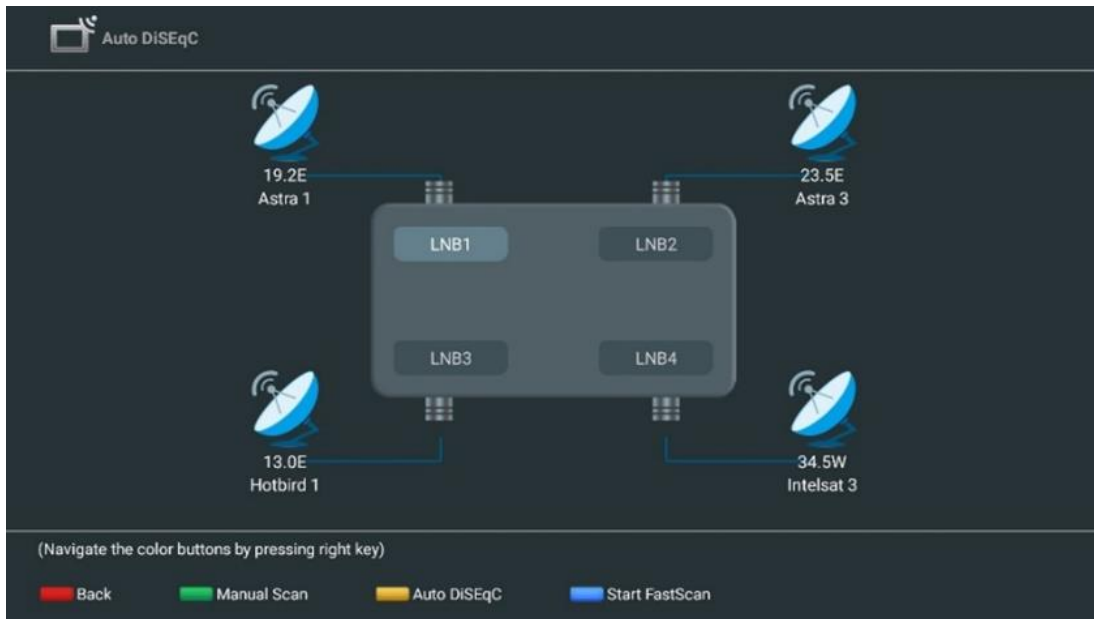 Auto DiSEqC
19.2E
Astra 1
23.5E
Astra 3
LNB1
LNB2
LNB3
LNB4
13.0E
Hotbird 1
34.5W
Intelsat 3
(Navigate the color buttons by pressing right key)
Back
Manual Scan
Auto DiSEqC
Start FastScan